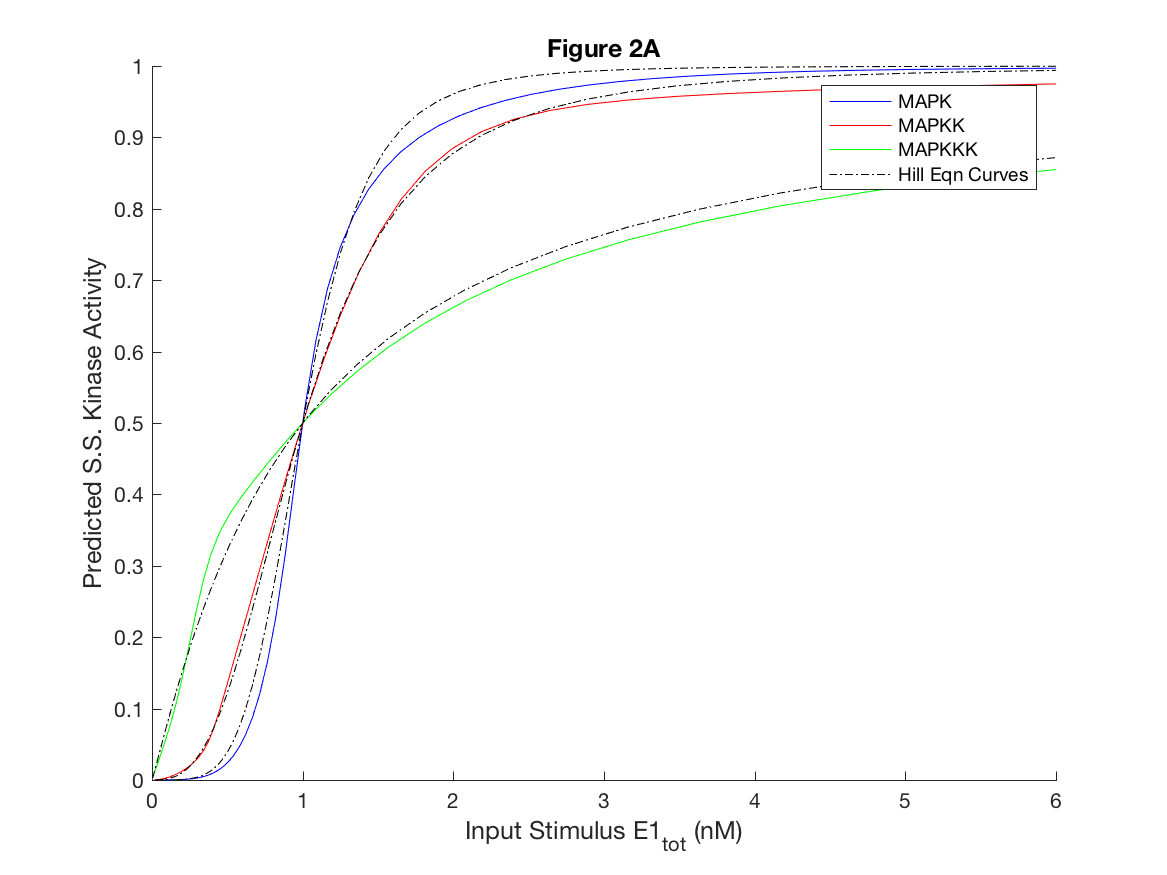 Figure 2A
1
0.9
0.8
0.7
0.6
0.5
0.4
0.3
0.2
0.1
0
Predicted S.S. Kinase Activity
MAPK
MAPKK
MAPKKK
Hill Eqn Curves
0 1 2 3 4 5 6
Input Stimulus E1tot (nM)